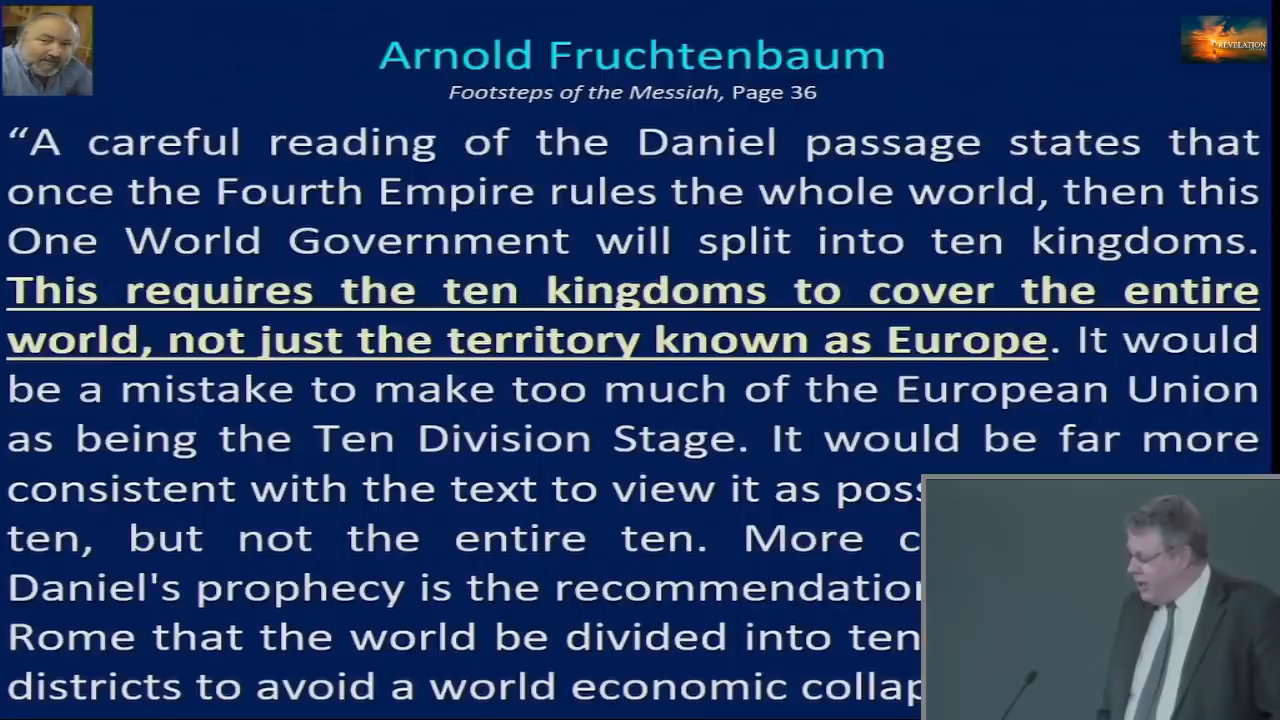 Arnold Fruchtenbaum
Footsteps of the Messiah, Page 36
REVELATION
“A careful reading of the Daniel passage states that
once the Fourth Empire rules the whole world, then this
One World Government will split into ten kingdoms.
This requires the ten kingdoms to cover the entire
world, not just the territory known as Europe. It would
be a mistake to make too much of the European Union
as being the Ten Division Stage. It would be far more
consistent with the text to view it as
ten, but not the entire ten. More
Daniel's prophecy is the
Rome that the world be divided into ten
districts to avoid a world economic